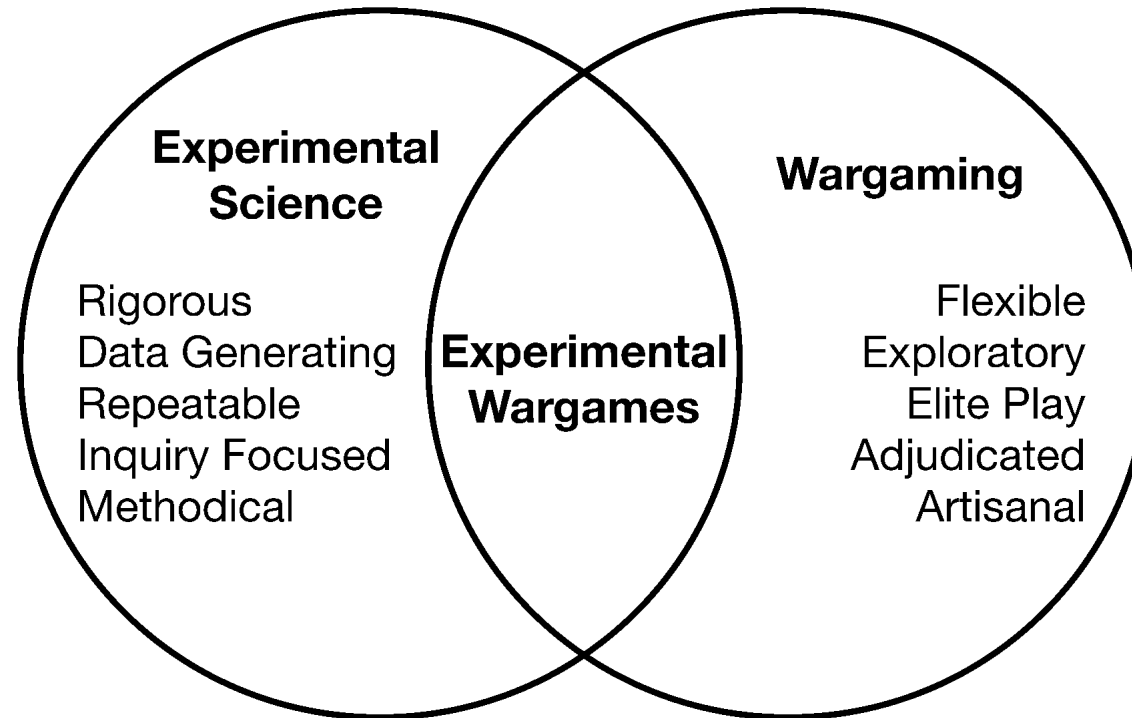 Experimental
Science
Rigorous
Data Generating
Repeatable
Inquiry Focused
Methodical
Experimental
Wargames
Wargaming
Flexible
Exploratory
Elite Play
Adjudicated
Artisanal